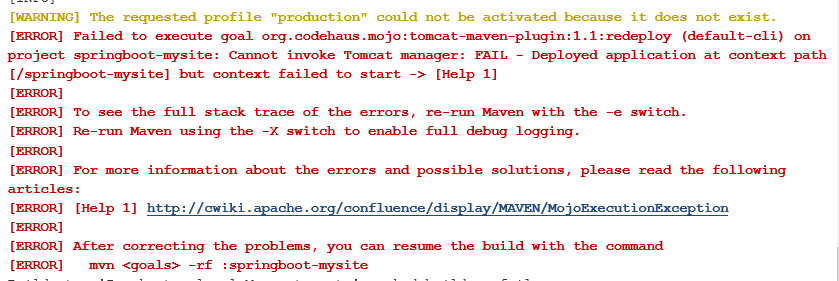 [WARNING] The requested profile "production" could not be activated because it does not exist.
[ERROR] Failed to execute goal org.codehaus.mojo:tomcat-maven-plugin:1.1:redeploy (default-cli) on
project springboot-mysite: Cannot invoke Tomcat manager: FAIL - Deployed application at context path
[/springboot-mysite] but context failed to start -> [Help 1]
[ERROR]
[ERROR] To see the full stack trace of the errors, re-run Maven with the -e switch.
[ERROR] Re-run Maven using the -X switch to enable full debug logging.
[ERROR]
[ERROR] For more information about the errors and possible solutions, please read the following
articles:
[ERROR] [Help 1] http://cwiki.apache.org/confluence/display/MAVEN/MojoExecutionException
[ERROR]
[ERROR] After correcting the problems, you can resume the build with the command
[ERROR]   mvn <goals> -rf :springboot-mysite